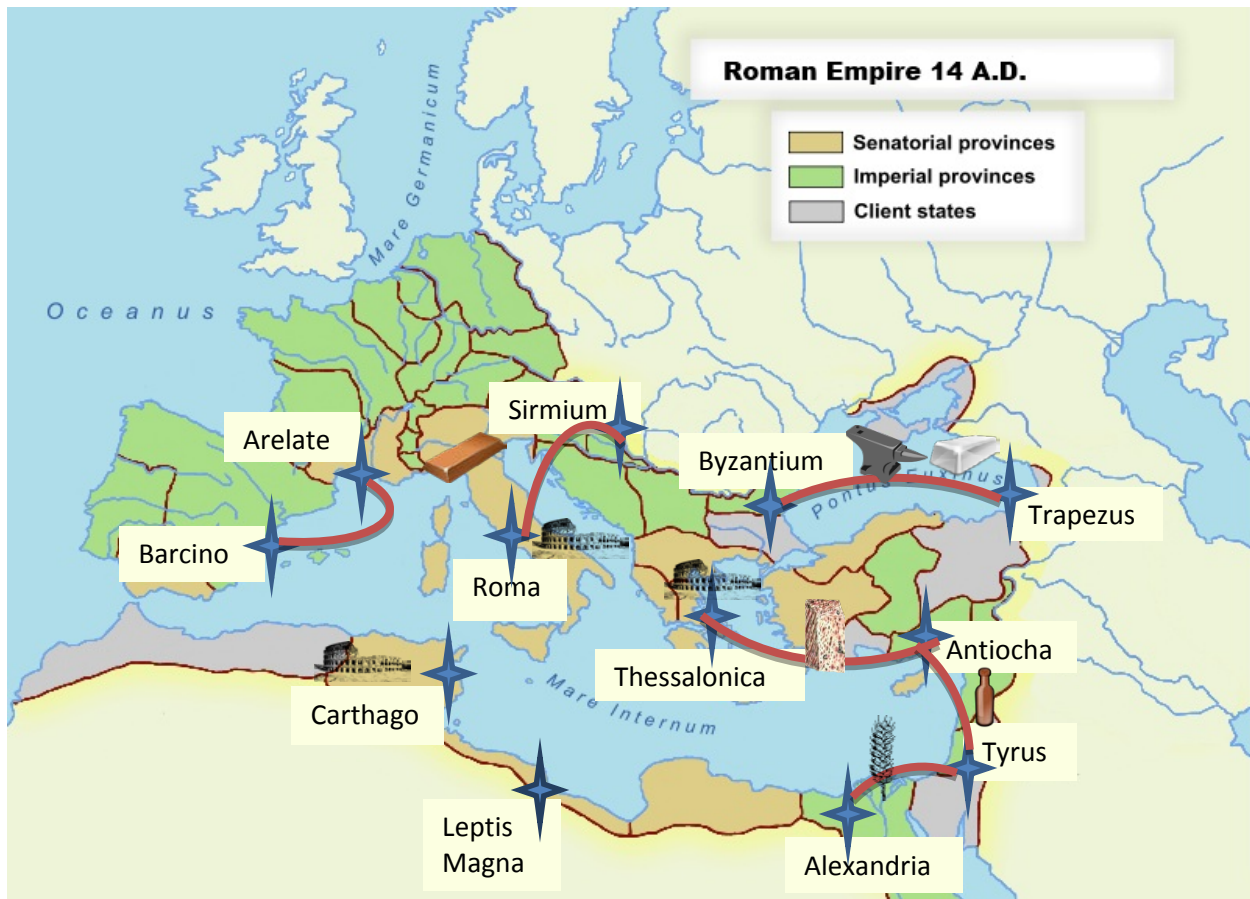 Roman Empire 14 A.D.
Senatorial provinces
Imperial provinces
Client states
Mare Germanicum
Oceanus
Sirmium
Arelate
Byzantium
Pontus Euxinus
Trapezus
Barcino
Roma
Antiocha
Thessalonica
Carthago
Mare Internum
Tyrus
Leptis
Magna
Alexandria